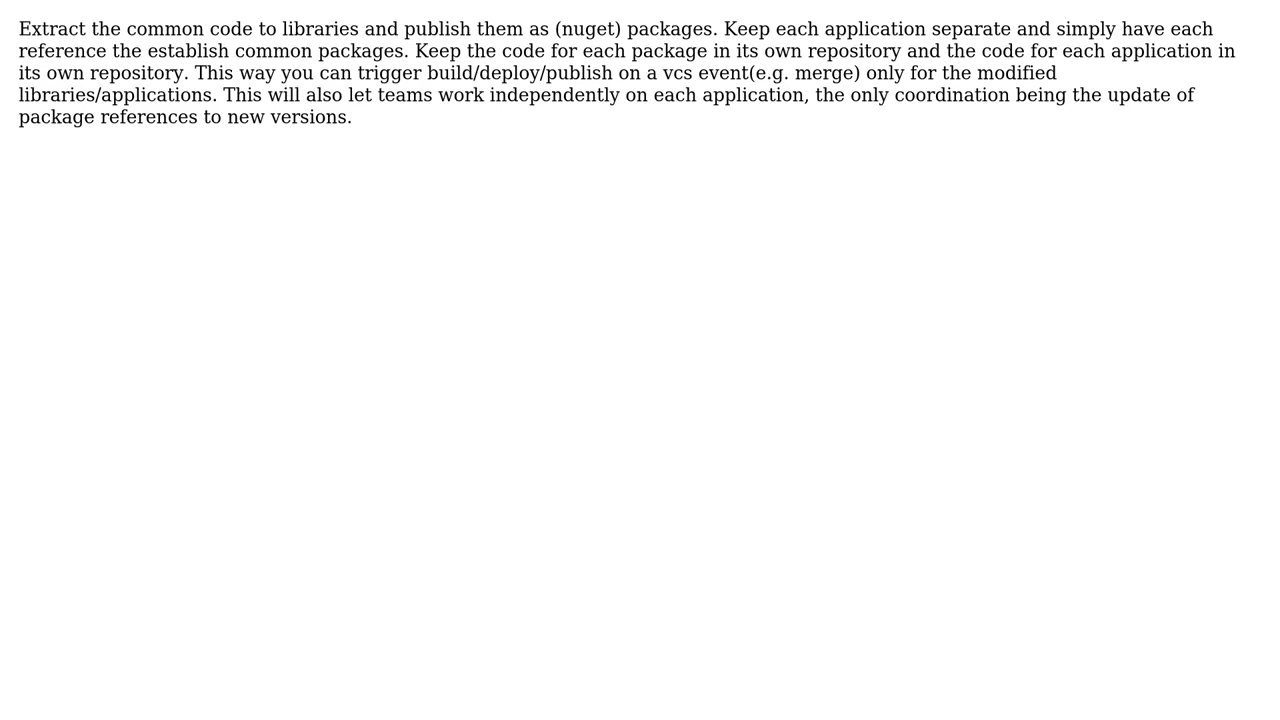 Extract the common code to libraries and publish them as (nuget) packages. Keep each application separate and simply have each
reference the establish common packages. Keep the code for each package in its own repository and the code for each application in
its own repository. This way you can trigger build/deploy/publish on a vcs event(e.g. merge) only for the modified
libraries/applications. This will also let teams work independently on each application, the only coordination being the update of
package references to new versions.